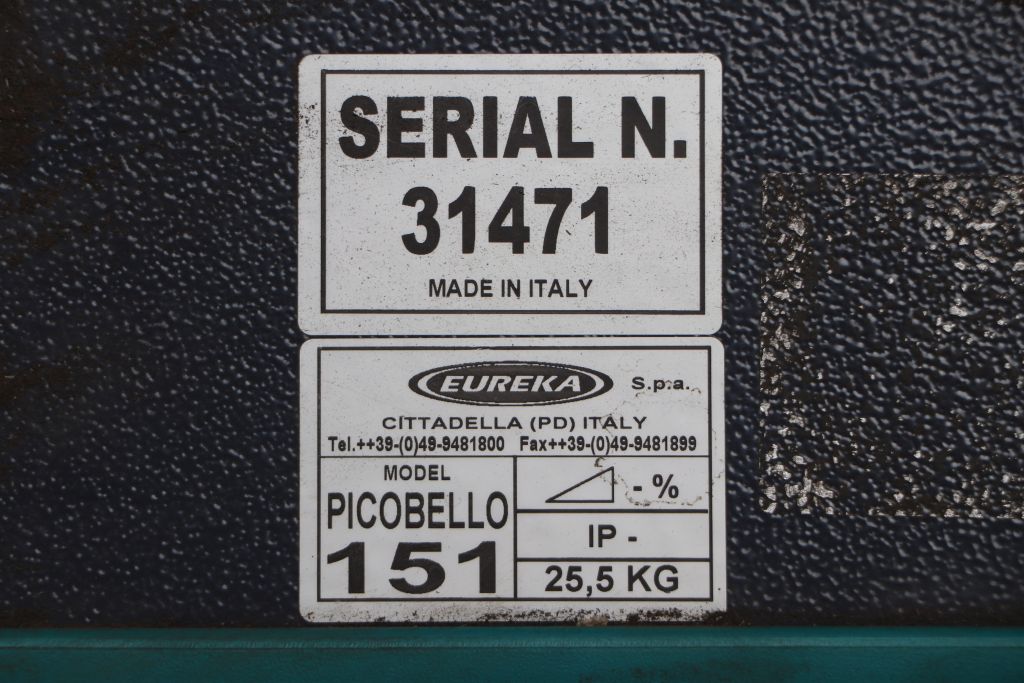 SERIAL N.
31471
MADE IN ITALY
EUREKA S.p.a.
CITTADELLA (PD) ITALY
Tel.++39-(0)49-9481800 Fax++39-(0)49-9481899
MODEL
PICOBELLO
151
- %
IP -
25,5 KG